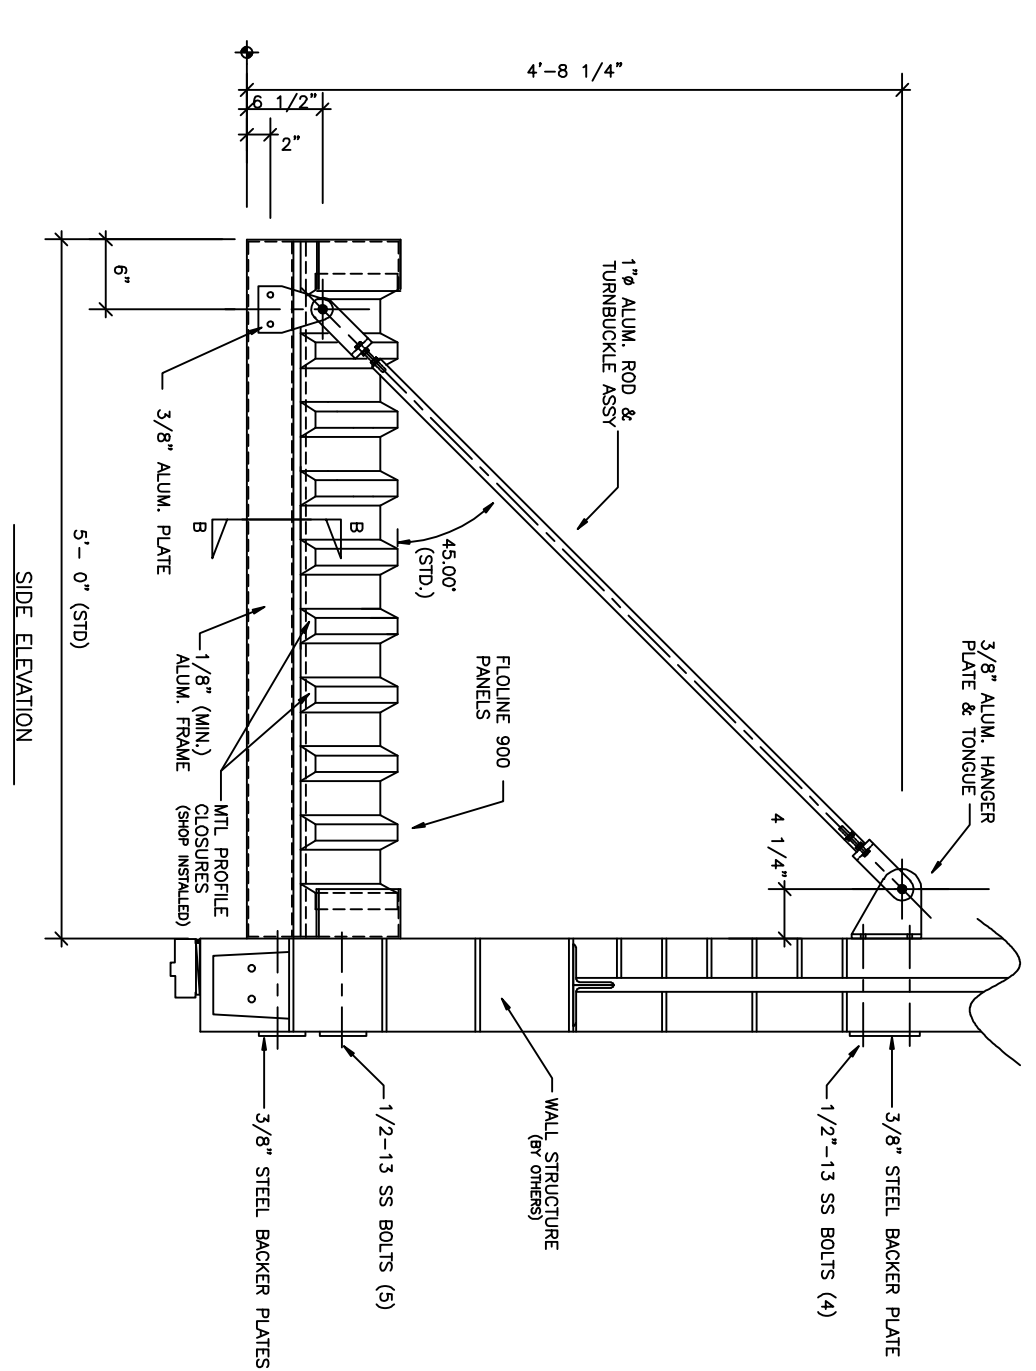 4'-8 1/4"
6 1/2"
2"
6"
5'- 0" (STD)
1"ø ALUM. ROD &
TURNBUCKLE ASSY
3/8" ALUM. HANGER
PLATE & TONGUE
4 1/4"
45.00°
(STD.)
FLOLINE 900
PANELS
3/8" ALUM. PLATE
B
B
1/8" (MIN.)
ALUM. FRAME
MTL PROFILE
CLOSURES
(SHOP INSTALLED)
3/8" STEEL BACKER PLATE
1/2"-13 SS BOLTS (4)
WALL STRUCTURE
(BY OTHERS)
1/2-13 SS BOLTS (5)
3/8" STEEL BACKER PLATES
SIDE ELEVATION